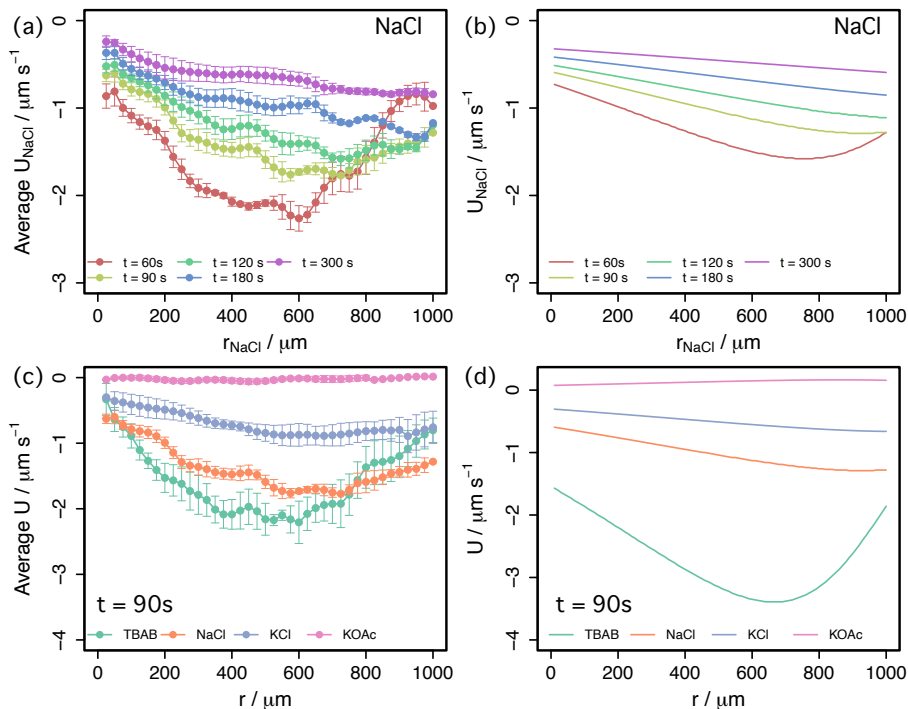 (a)
NaCl
Average U_NaCl / μm s⁻¹
0
−1
−2
−3
t = 60s
t = 90s
t = 120 s
t = 180 s
t = 300 s
0 200 400 600 800 1000
r_NaCl / μm
(b)
NaCl
U_NaCl / μm s⁻¹
0
−1
−2
−3
t = 60s
t = 90s
t = 120 s
t = 180 s
t = 300 s
0 200 400 600 800 1000
r_NaCl / μm
(c)
Average U / μm s⁻¹
0
−1
−2
−3
−4
t = 90s
TBAB NaCl KCl KOAc
0 200 400 600 800 1000
r / μm
(d)
U / μm s⁻¹
0
−1
−2
−3
−4
t = 90s
TBAB NaCl KCl KOAc
0 200 400 600 800 1000
r / μm